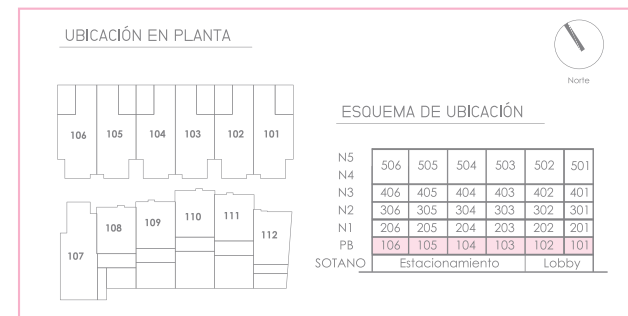 UBICACIÓN EN PLANTA
Norte
106 105 104 103 102 101
107 108 109 110 111 112
ESQUEMA DE UBICACIÓN
N5
N4 506 505 504 503 502 501
N3 406 405 404 403 402 401
N2 306 305 304 303 302 301
N1 206 205 204 203 202 201
PB 106 105 104 103 102 101
SOTANO Estacionamiento Lobby